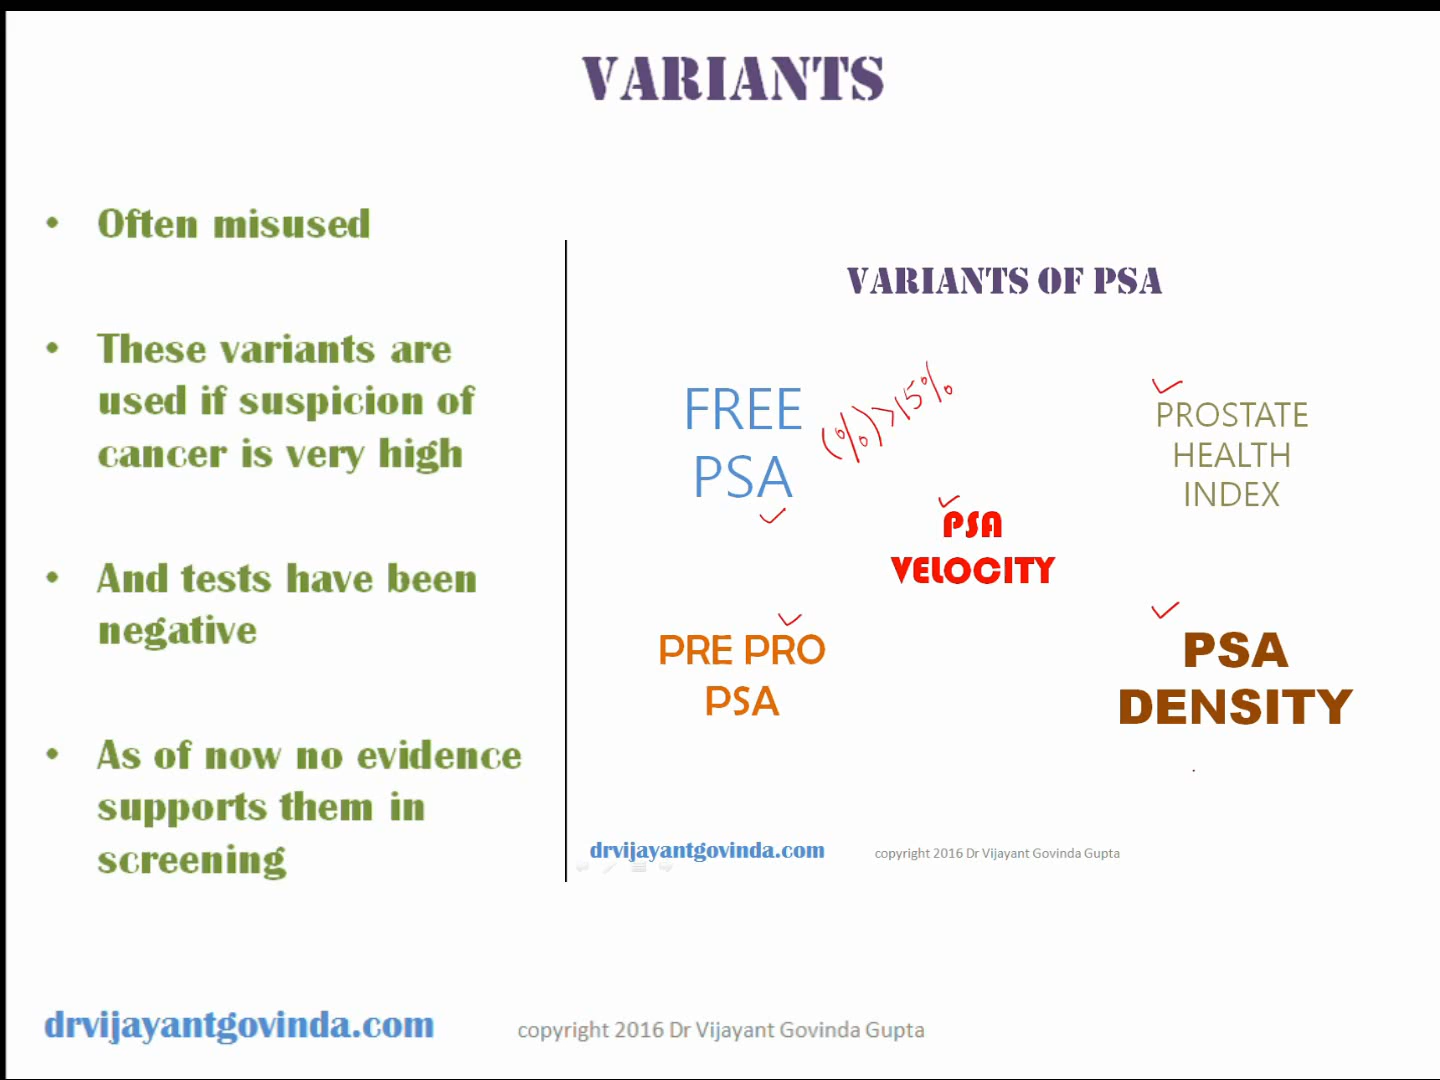 VARIANTS
• Often misused
• These variants are
used if suspicion of
cancer is very high
• And tests have been
negative
• As of now no evidence
supports them in
screening
VARIANTS OF PSA
FREE
PSA
(%)>15%
PROSTATE
HEALTH
INDEX
PSA
VELOCITY
PRE PRO
PSA
PSA
DENSITY
drvijayantgovinda.com
copyright 2016 Dr Vijayant Govinda Gupta
drvijayantgovinda.com
copyright 2016 Dr Vijayant Govinda Gupta